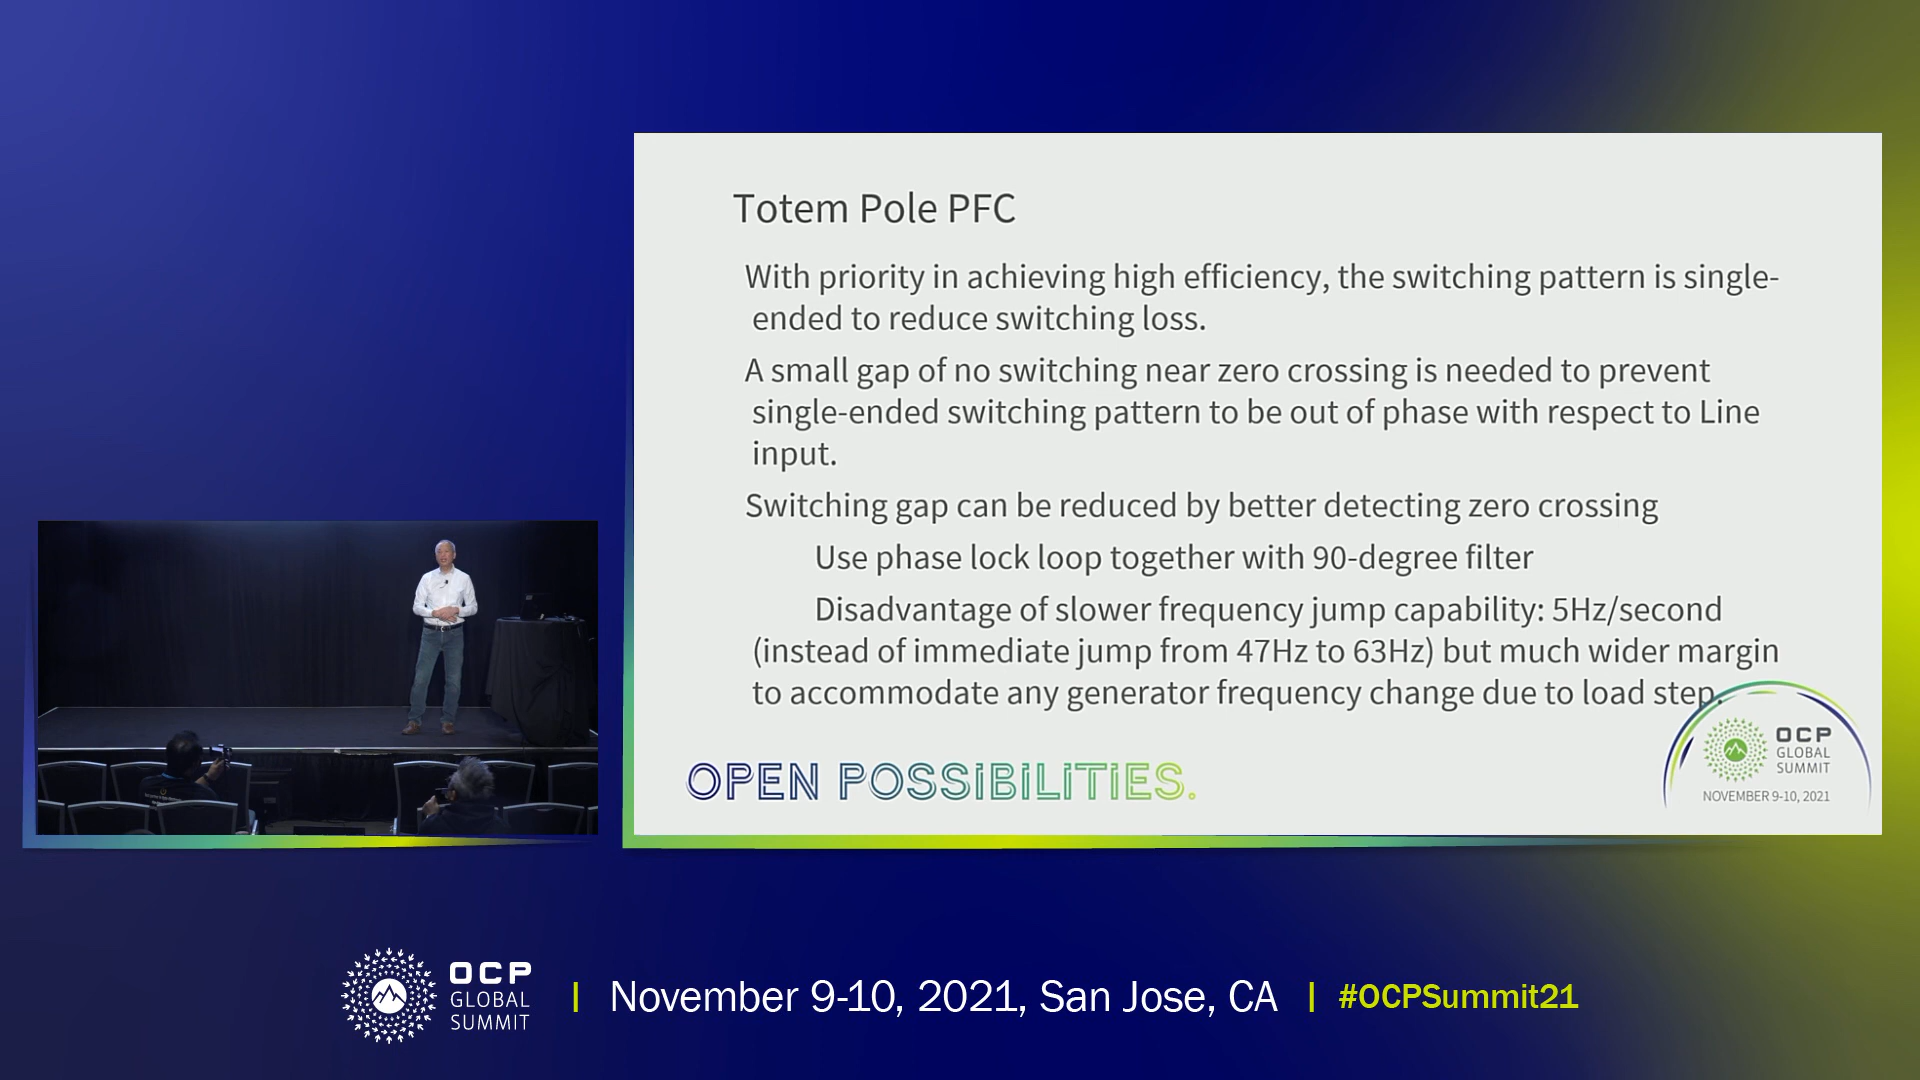 Totem Pole PFC
With priority in achieving high efficiency, the switching pattern is single-
ended to reduce switching loss.
A small gap of no switching near zero crossing is needed to prevent
single-ended switching pattern to be out of phase with respect to Line
input.
Switching gap can be reduced by better detecting zero crossing
Use phase lock loop together with 90-degree filter
Disadvantage of slower frequency jump capability: 5Hz/second
(instead of immediate jump from 47Hz to 63Hz) but much wider margin
to accommodate any generator frequency change due to load step.
OPEN POSSIBILITIES.
OCP
GLOBAL
SUMMIT
NOVEMBER 9-10, 2021
OCP
GLOBAL
SUMMIT
| November 9-10, 2021, San Jose, CA | #OCPSummit21